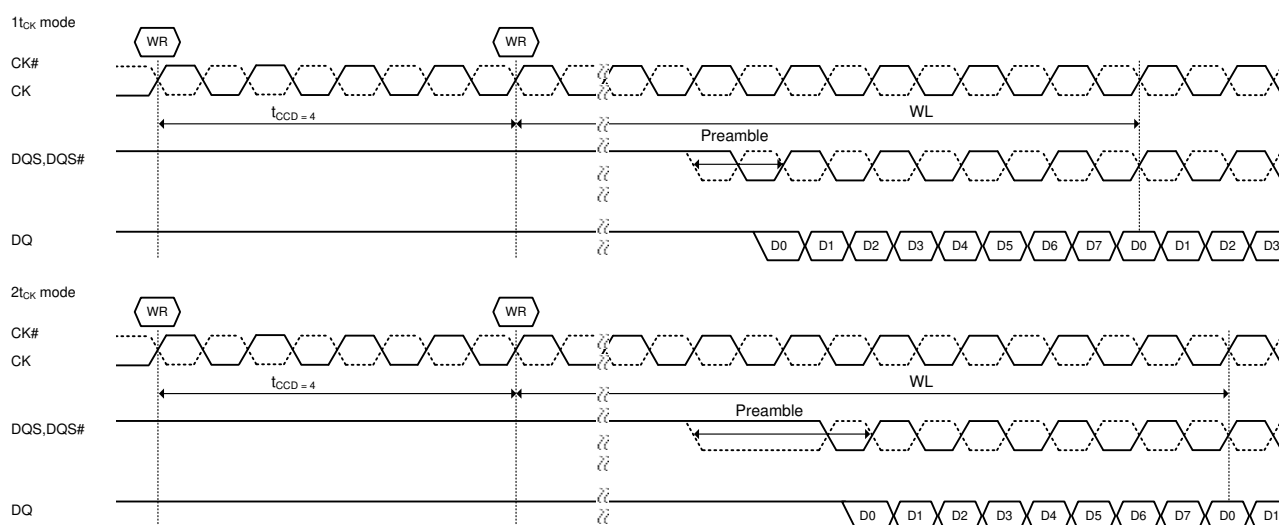 1tCK mode
WR WR
CK#
CK
tCCD = 4 WL
Preamble
DQS,DQS#
DQ D0 D1 D2 D3 D4 D5 D6 D7 D0 D1 D2 D3
2tCK mode
WR WR
CK#
CK
tCCD = 4 WL
Preamble
DQS,DQS#
DQ D0 D1 D2 D3 D4 D5 D6 D7 D0 D1